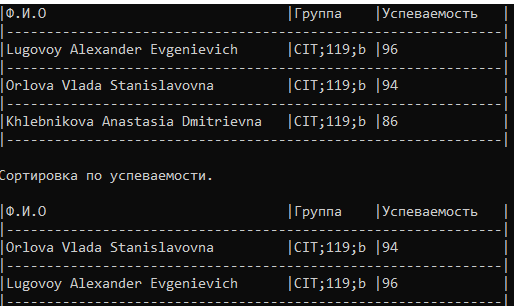 |Ф.И.О |Группа |Успеваемость |
|Lugovoy Alexander Evgenievich |CIT;119;b |96 |
|Orlova Vlada Stanislavovna |CIT;119;b |94 |
|Khlebnikova Anastasia Dmitrievna |CIT;119;b |86 |
Сортировка по успеваемости.
|Ф.И.О |Группа |Успеваемость |
|Orlova Vlada Stanislavovna |CIT;119;b |94 |
|Lugovoy Alexander Evgenievich |CIT;119;b |96 |